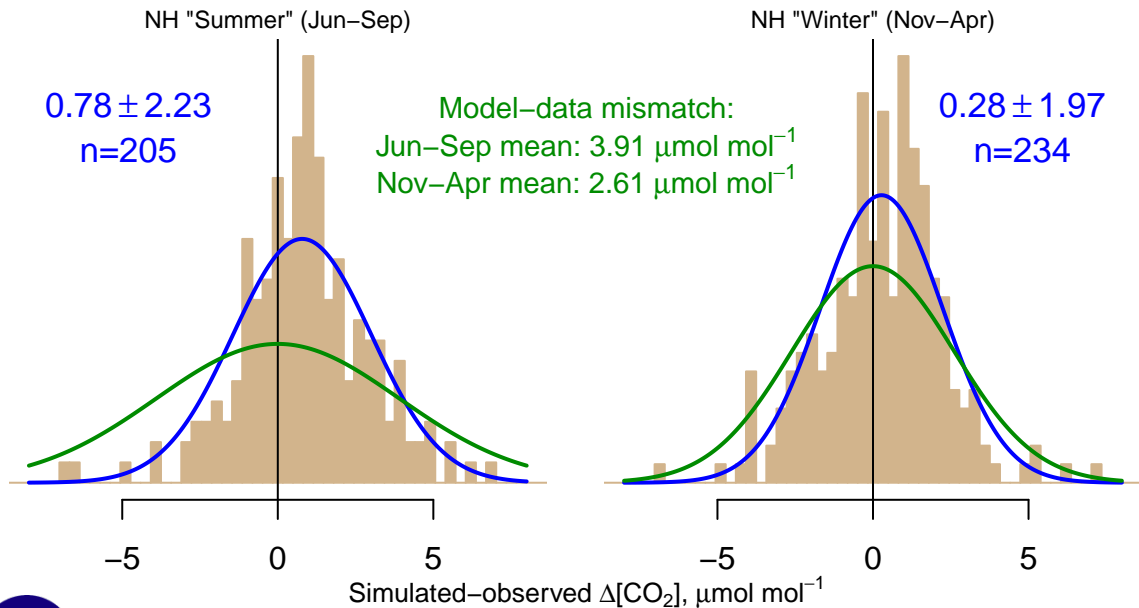 NH "Summer" (Jun−Sep)
NH "Winter" (Nov−Apr)
0.78 ± 2.23
n=205
Model−data mismatch:
Jun−Sep mean: 3.91 μmol mol⁻¹
Nov−Apr mean: 2.61 μmol mol⁻¹
0.28 ± 1.97
n=234
−5 0 5
−5 0 5
Simulated−observed Δ[CO₂], μmol mol⁻¹